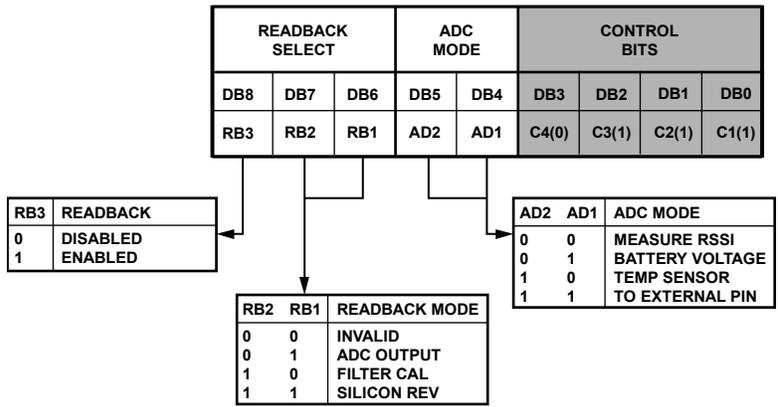 READBACK SELECT ADC MODE CONTROL BITS
DB8 DB7 DB6 DB5 DB4 DB3 DB2 DB1 DB0
RB3 RB2 RB1 AD2 AD1 C4(0) C3(1) C2(1) C1(1)
RB3 READBACK
0 DISABLED
1 ENABLED
RB2 RB1 READBACK MODE
0 0 INVALID
0 1 ADC OUTPUT
1 0 FILTER CAL
1 1 SILICON REV
AD2 AD1 ADC MODE
0 0 MEASURE RSSI
0 1 BATTERY VOLTAGE
1 0 TEMP SENSOR
1 1 TO EXTERNAL PIN